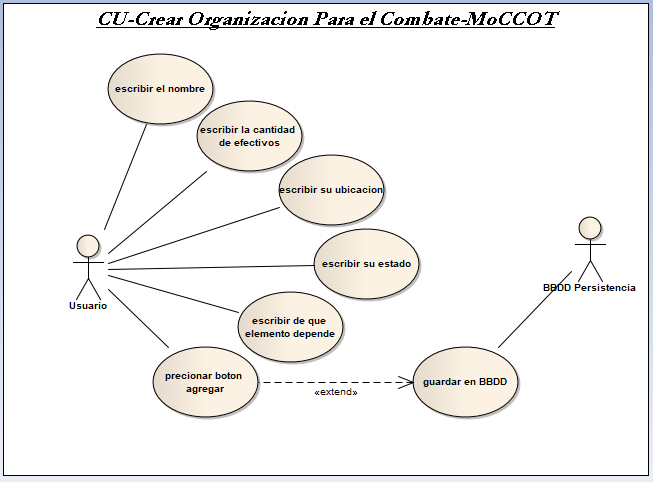 CU-Crear Organizacion Para el Combate-MoCCOT
escribir el nombre
escribir la cantidad
de efectivos
escribir su ubicacion
escribir su estado
Usuario
BBDD Persistencia
escribir de que
elemento depende
precionar boton
agregar
«extend»
guardar en BBDD